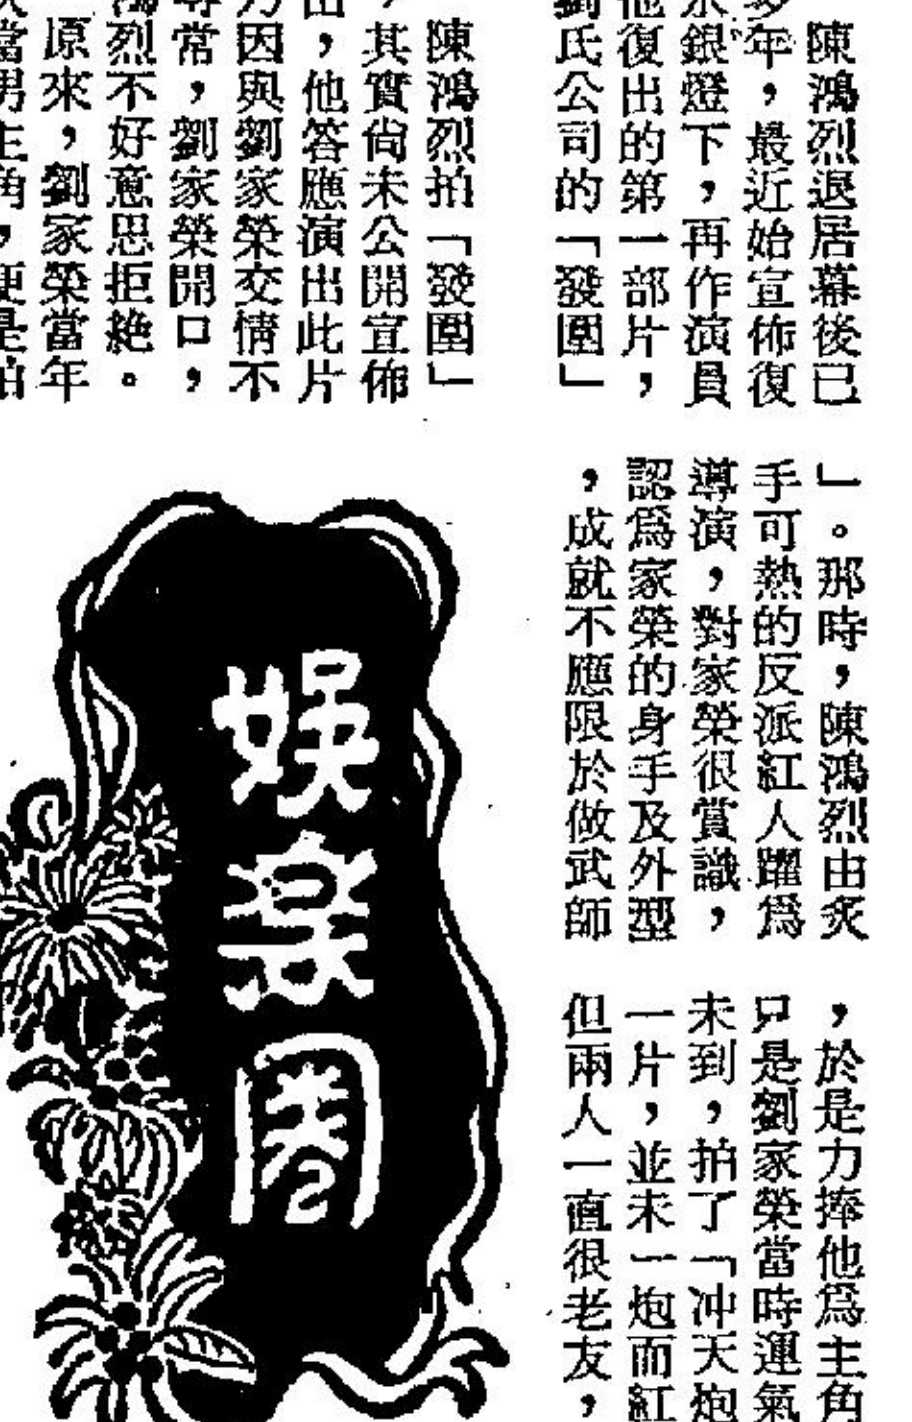 陳鴻烈退居幕後已
多年，最近始宣佈復
水銀燈下，再作演員
他復出的第一部片，
劉氏公司的「發圍」
陳鴻烈拍「發圍」
，其實尙未公開宣佈
出，他答應演出此片
乃因與劉家榮交情不
尋常，劉家榮開口，
鴻烈不好意思拒絕。
原來，劉家榮當年
當男主角，便是拍
」。那時，陳鴻烈由炙
手可熱的反派紅人躍爲
導演，對家榮很賞識，
認爲家榮的身手及外型
，成就不應限於做武師
，於是力捧他爲主角
只是劉家榮當時運氣
未到，拍了「冲天炮
一片，並未一炮而紅
但兩人一直很老友，
娛樂圈